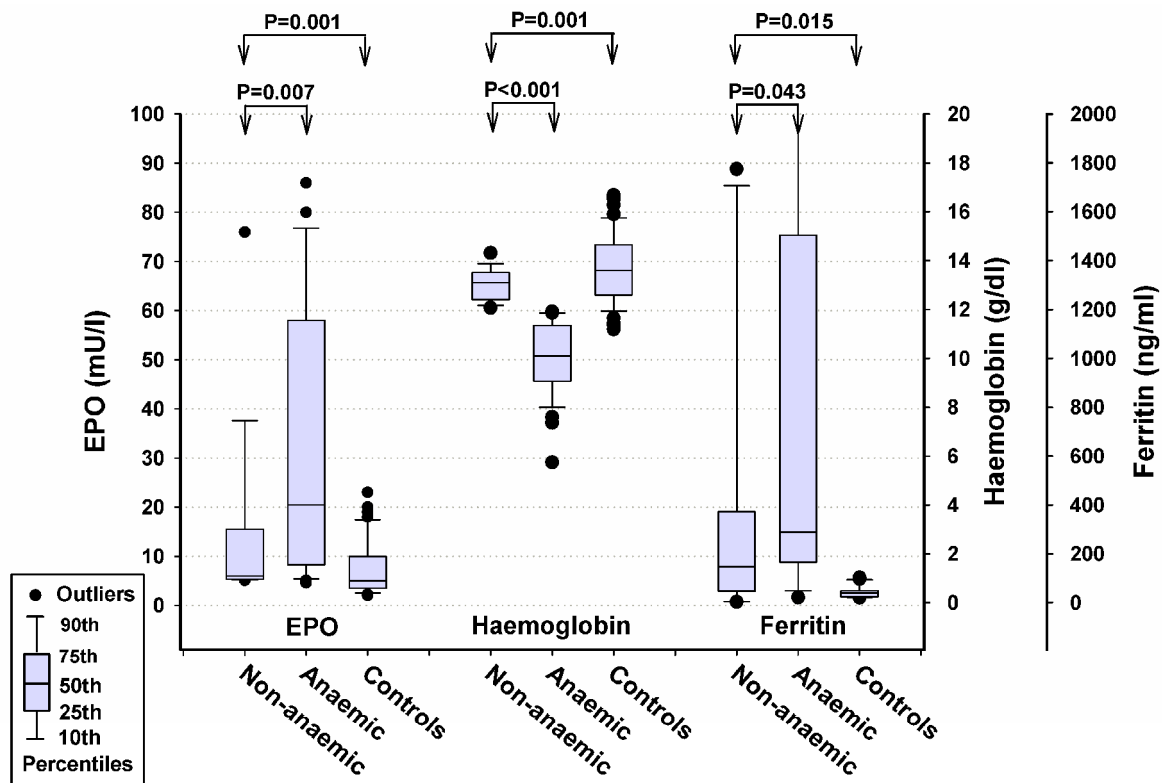 P=0.001
P=0.001
P=0.015
P=0.007
P<0.001
P=0.043
100
90
80
70
60
50
40
30
20
10
0
EPO (mU/l)
20
18
16
14
12
10
8
6
4
2
0
Haemoglobin (g/dl)
2000
1800
1600
1400
1200
1000
800
600
400
200
0
Ferritin (ng/ml)
EPO
Haemoglobin
Ferritin
Non-anaemic
Anaemic
Controls
Non-anaemic
Anaemic
Controls
Non-anaemic
Anaemic
Controls
Outliers
90th
75th
50th
25th
10th
Percentiles